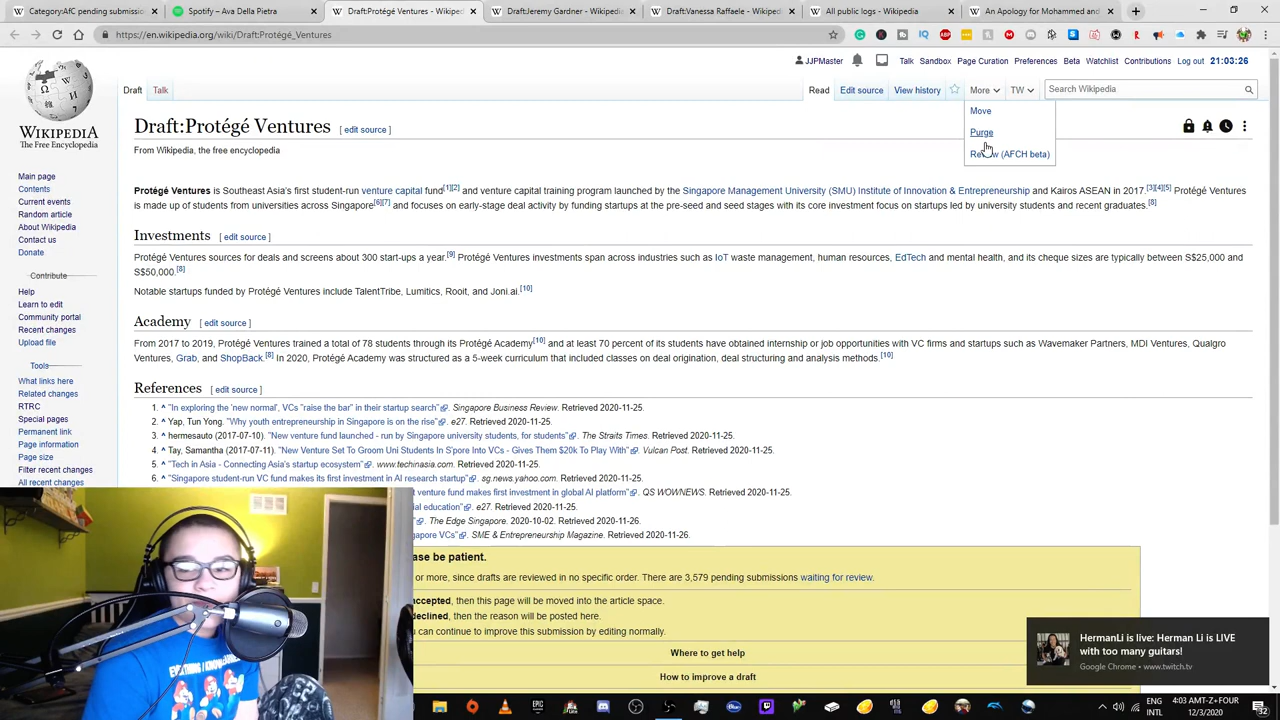 Category:AfC pending submissio
Draft:Protégé Ventures - Wikiped
Draft:Genti Memushaj - Wikiped
Draft:Vanessa Raffaele - Wikiped
All public logs - Wikipedia
American Society for Amusemen
https://en.wikipedia.org/wiki/Draft:Protégé_Ventures
JJPMaster Talk Sandbox Page Curation Preferences Beta Watchlist Contributions Log out 21:03:26
Draft Talk Read Edit source View history More TW Search Wikipedia
Move
Purge
(AFCH beta)
WIKIPEDIA
The Free Encyclopedia
Main page
Contents
Current events
Random article
About Wikipedia
Contact us
Donate
Contribute
Help
Learn to edit
Community portal
Recent changes
Upload file
Tools
What links here
Related changes
RTRC
Special pages
Permanent link
Page information
Page size
Filter recent changes
All recent changes
Draft:Protégé Ventures [ edit source ]
From Wikipedia, the free encyclopedia
Protégé Ventures is Southeast Asia's first student-run venture capital fund[1][2] and venture capital training program launched by the Singapore Management University (SMU) Institute of Innovation & Entrepreneurship and Kairos ASEAN in 2017.[3][4][5] Protégé Ventures
is made up of students from universities across Singapore[6][7] and focuses on early-stage deal activity by funding startups at the pre-seed and seed stages with its core investment focus on startups led by university students and recent graduates.[8]
Investments [ edit source ]
Protégé Ventures sources for deals and screens about 300 start-ups a year.[9] Protégé Ventures investments span across industries such as IoT waste management, human resources, EdTech and mental health, and its cheque sizes are typically between S$25,000 and
S$50,000.[8]
Notable startups funded by Protégé Ventures include TalentTribe, Lumitics, Rooit, and Joni.ai.[10]
Academy [ edit source ]
From 2017 to 2019, Protégé Ventures trained a total of 78 students through its Protégé Academy[10] and at least 70 percent of its students have obtained internship or job opportunities with VC firms and startups such as Wavemaker Partners, MDI Ventures, Qualgro
Ventures, Grab, and ShopBack.[8] In 2020, Protégé Academy was structured as a 5-week curriculum that included classes on deal origination, deal structuring and analysis methods.[10]
References [ edit source ]
1. ^ "In exploring the 'new normal', VCs "raise the bar" in their startup search". Singapore Business Review. Retrieved 2020-11-25.
2. ^ Yap, Tun Yong. "Why youth entrepreneurship in Singapore is on the rise". e27. Retrieved 2020-11-25.
3. ^ hermesauto (2017-07-10). "New venture fund launched - run by Singapore university students, for students". The Straits Times. Retrieved 2020-11-25.
4. ^ Tay, Samantha (2017-07-11). "New Venture Set To Groom Uni Students In S'pore Into VCs - Gives Them $20k To Play With". Vulcan Post. Retrieved 2020-11-25.
5. ^ "Tech in Asia - Connecting Asia's startup ecosystem". www.techinasia.com. Retrieved 2020-11-25.
6. ^ "Singapore student-run VC fund makes its first investment in AI research startup". sg.news.yahoo.com. Retrieved 2020-11-25.
t venture fund makes first investment in global AI platform". QS WOWNEWS. Retrieved 2020-11-25.
ial education". e27. Retrieved 2020-11-25.
". The Edge Singapore. 2020-10-02. Retrieved 2020-11-26.
gapore VCs". SME & Entrepreneurship Magazine. Retrieved 2020-11-26.
ase be patient.
or more, since drafts are reviewed in no specific order. There are 3,579 pending submissions waiting for review.
accepted, then this page will be moved into the article space.
declined, then the reason will be posted here.
u can continue to improve this submission by editing normally.
Where to get help
How to improve a draft
HermanLi is live: Herman Li is LIVE
with too many guitars!
Google Chrome • www.twitch.tv
ENG
INTL
4:03 AMT-Z+FOUR
12/3/2020